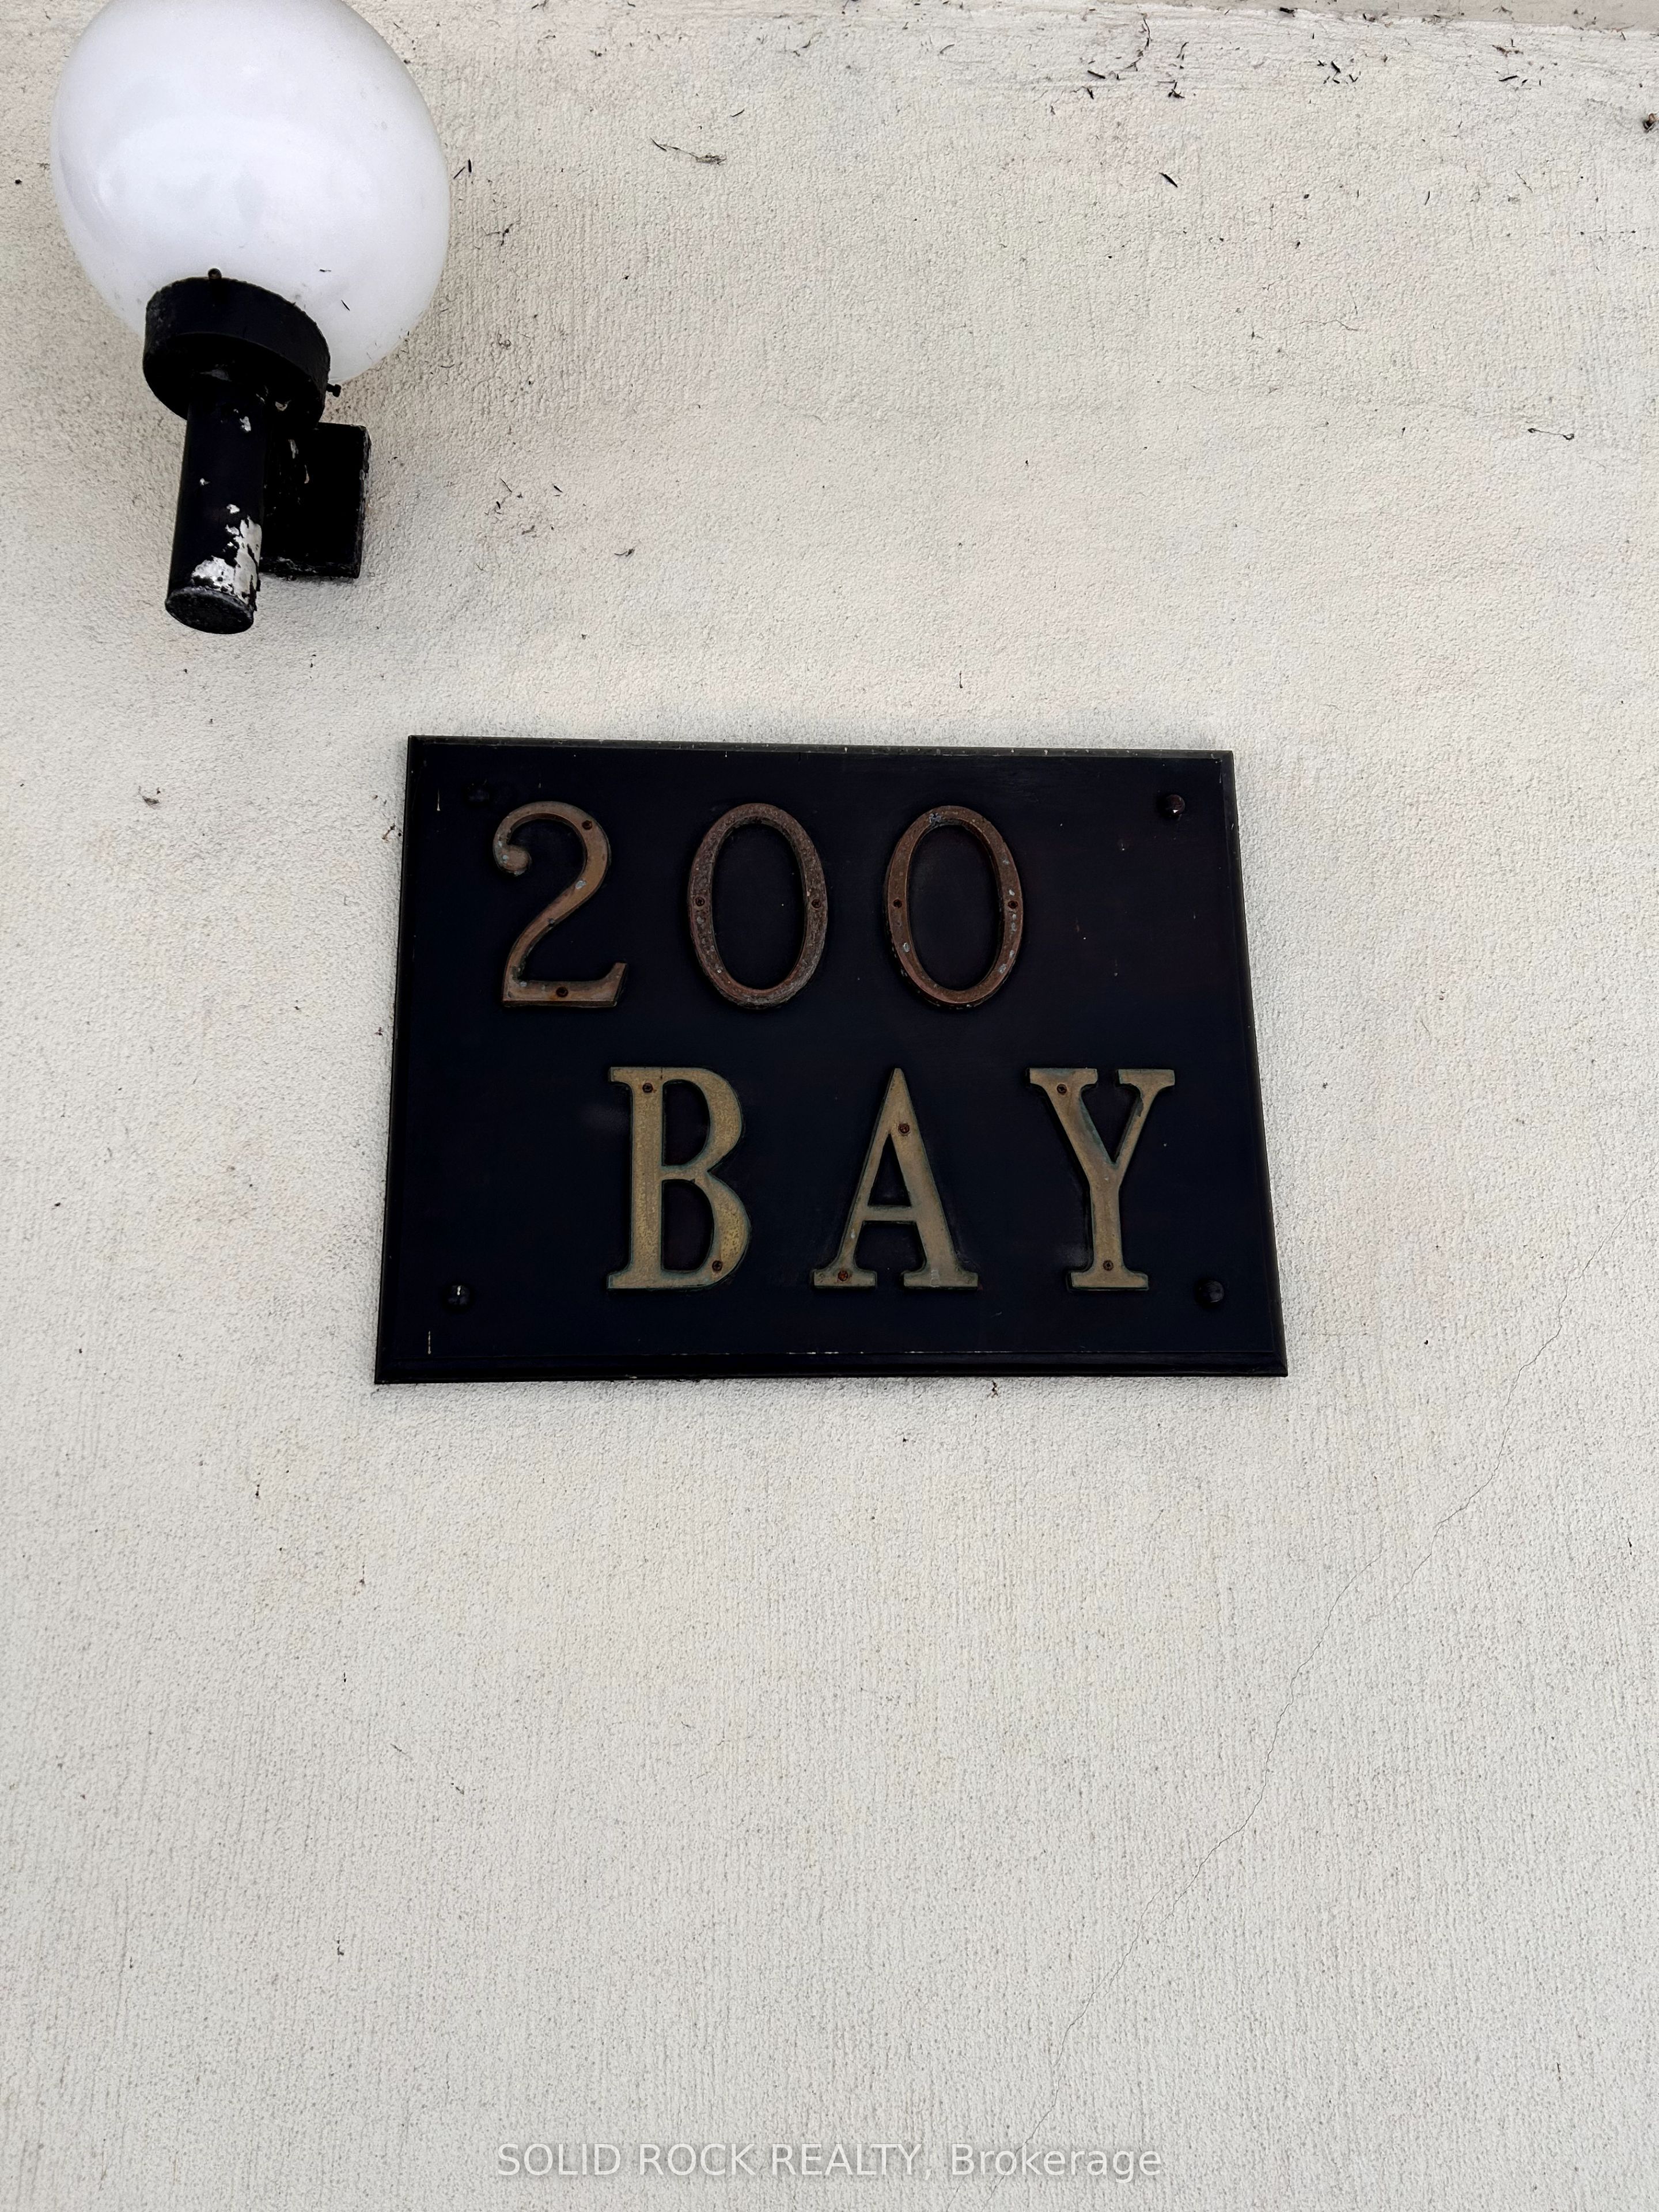 200
BAY
SOLID ROCK REALTY, Brokerage